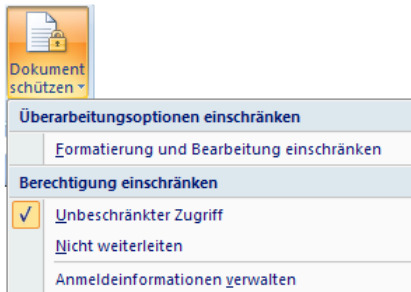 Dokument
schützen
Überarbeitungsoptionen einschränken
Formatierung und Bearbeitung einschränken
Berechtigung einschränken
Unbeschränkter Zugriff
Nicht weiterleiten
Anmeldeinformationen verwalten